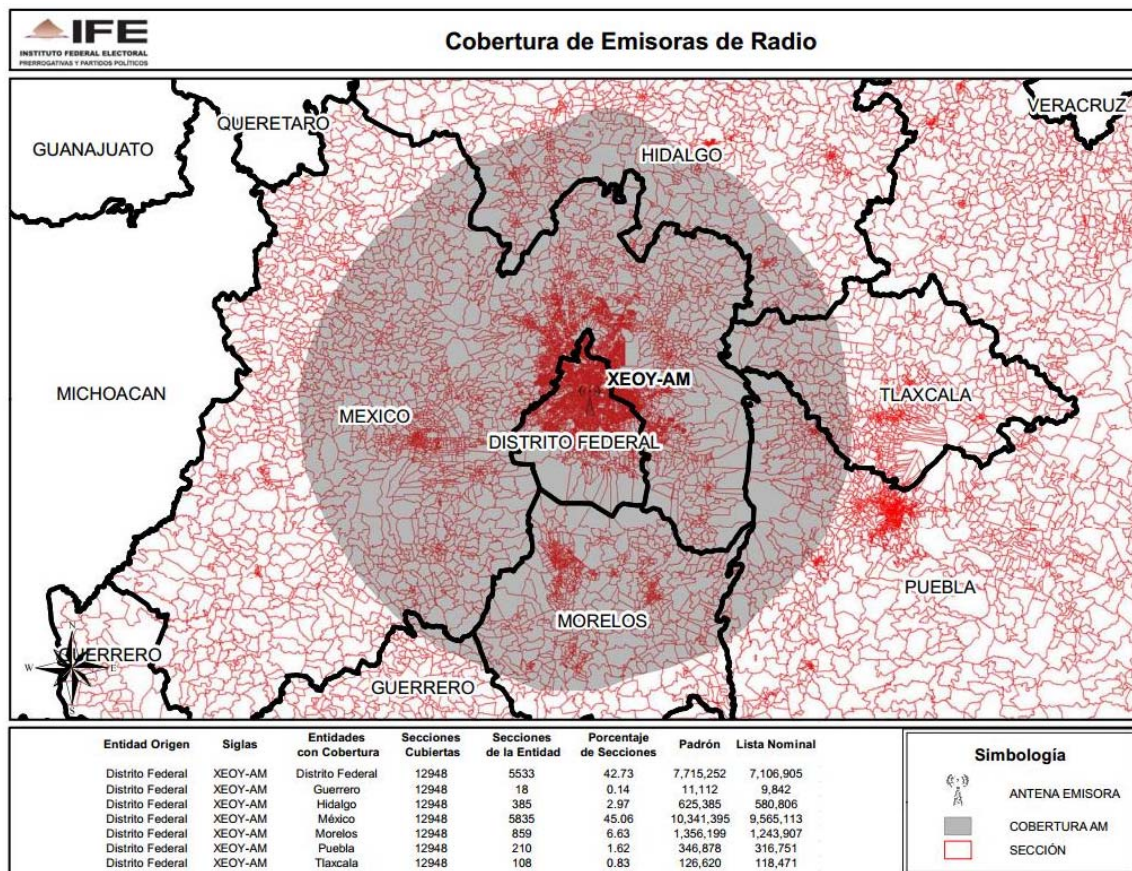 IFE
INSTITUTO FEDERAL ELECTORAL
PRERROGATIVAS Y PARTIDOS POLÍTICOS
Cobertura de Emisoras de Radio
VERACRUZ
QUERETARO
GUANAJUATO
HIDALGO
XEOY-AM
MICHOACAN
TLAXCALA
MEXICO
DISTRITO FEDERAL
PUEBLA
MORELOS
GUERRERO
GUERRERO
N
W E
S
Entidad Origen Siglas Entidades con Cobertura Secciones Cubiertas Secciones de la Entidad Porcentaje de Secciones Padrón Lista Nominal
Distrito Federal XEOY-AM Distrito Federal 12948 5533 42.73 7,715,252 7,106,905
Distrito Federal XEOY-AM Guerrero 12948 18 0.14 11,112 9,842
Distrito Federal XEOY-AM Hidalgo 12948 385 2.97 625,385 580,806
Distrito Federal XEOY-AM México 12948 5835 45.06 10,341,395 9,565,113
Distrito Federal XEOY-AM Morelos 12948 859 6.63 1,356,199 1,243,907
Distrito Federal XEOY-AM Puebla 12948 210 1.62 346,878 316,751
Distrito Federal XEOY-AM Tlaxcala 12948 108 0.83 126,620 118,471
Simbología
ANTENA EMISORA
COBERTURA AM
SECCIÓN